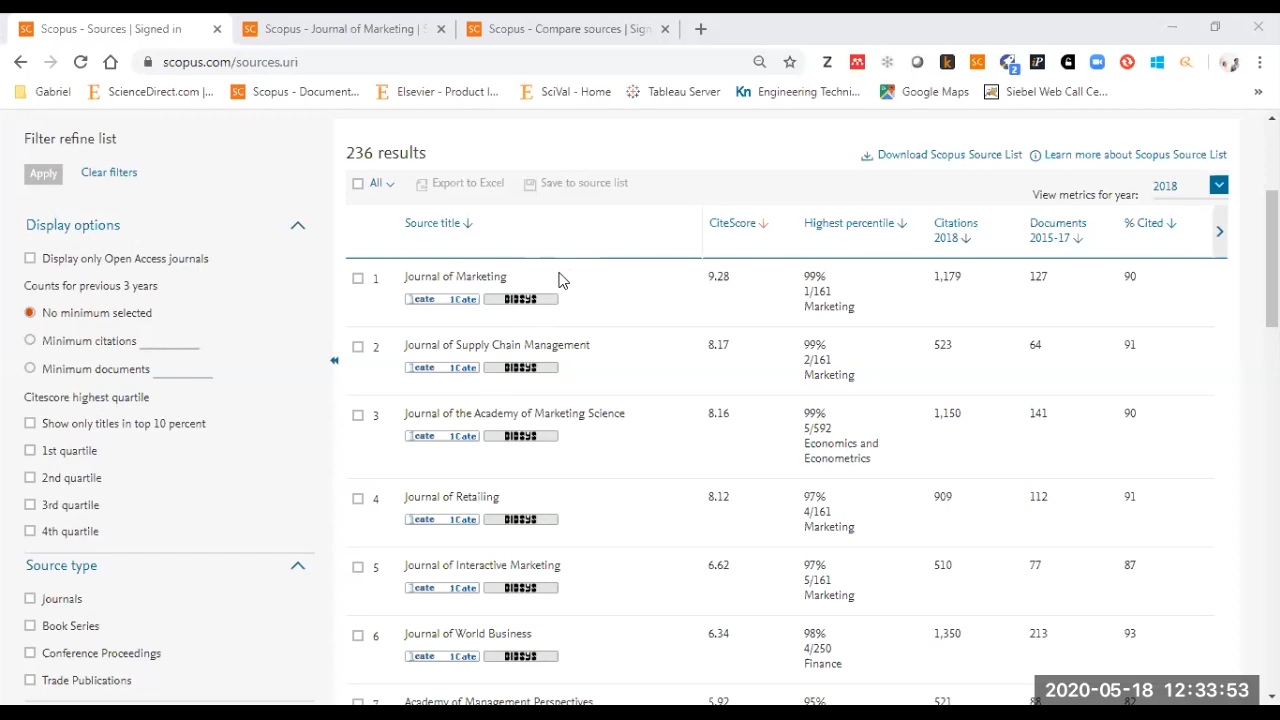 Scopus - Sources | Signed in
Scopus - Journal of Marketing | S
Scopus - Compare sources | Sign
scopus.com/sources.uri
Gabriel
ScienceDirect.com |...
Scopus - Document...
Elsevier - Product I...
SciVal - Home
Tableau Server
Engineering Techni...
Google Maps
Siebel Web Call Ce...
Filter refine list
Apply
Clear filters
Display options
Display only Open Access journals
Counts for previous 3 years
No minimum selected
Minimum citations
Minimum documents
Citescore highest quartile
Show only titles in top 10 percent
1st quartile
2nd quartile
3rd quartile
4th quartile
Source type
Journals
Book Series
Conference Proceedings
Trade Publications
236 results
Download Scopus Source List
Learn more about Scopus Source List
All
Export to Excel
Save to source list
View metrics for year:
2018
Source title
CiteScore
Highest percentile
Citations 2018
Documents 2015-17
% Cited
1 Journal of Marketing 9.28 99% 1,179 127 90
1/161
Marketing
2 Journal of Supply Chain Management 8.17 99% 523 64 91
2/161
Marketing
3 Journal of the Academy of Marketing Science 8.16 99% 1,150 141 90
5/592
Economics and
Econometrics
4 Journal of Retailing 8.12 97% 909 112 91
4/161
Marketing
5 Journal of Interactive Marketing 6.62 97% 510 77 87
5/161
Marketing
6 Journal of World Business 6.34 98% 1,350 213 93
4/250
Finance
Academy of Management Perspectives 5.92 95% 521
2020-05-18 12:33:53